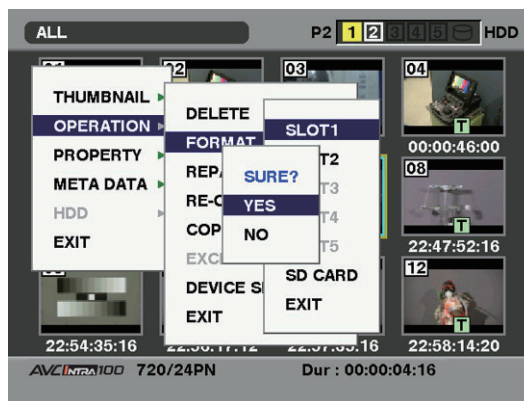 ALL
P2 1 2 3 4 5 HDD
02
03
04
THUMBNAIL
OPERATION
PROPERTY
META DATA
HDD
EXIT
DELETE
FORMAT
DEVICE
EXIT
SLOT1
SD CARD
EXIT
SURE?
YES
NO
T
00:00:46:00
08
T
22:47:52:16
12
T
22:54:35:16
22:58:14:20
AVC INTRA 100 720/24PN
Dur : 00:00:04:16